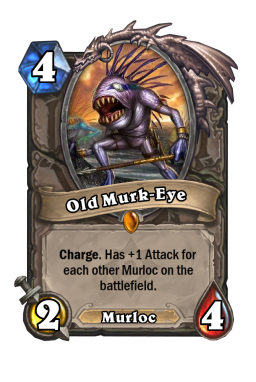 4
Old Murk-Eye
Charge. Has +1 Attack for
each other Murloc on the
battlefield.
2
Murloc
4